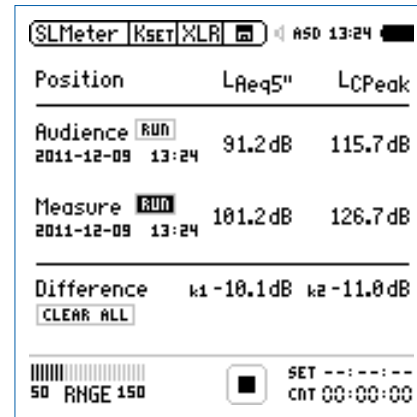 SLMeter KSET XLR ASD 13:24
Position LAeq5" LCPeak
Audience RUN 91.2dB 115.7dB
2011-12-09 13:24
Measure RUN 101.2dB 126.7dB
2011-12-09 13:24
Difference k1 -10.1dB k2 -11.0dB
CLEAR ALL
SET --:--:--
50 RNGE 150 CNT 00:00:00